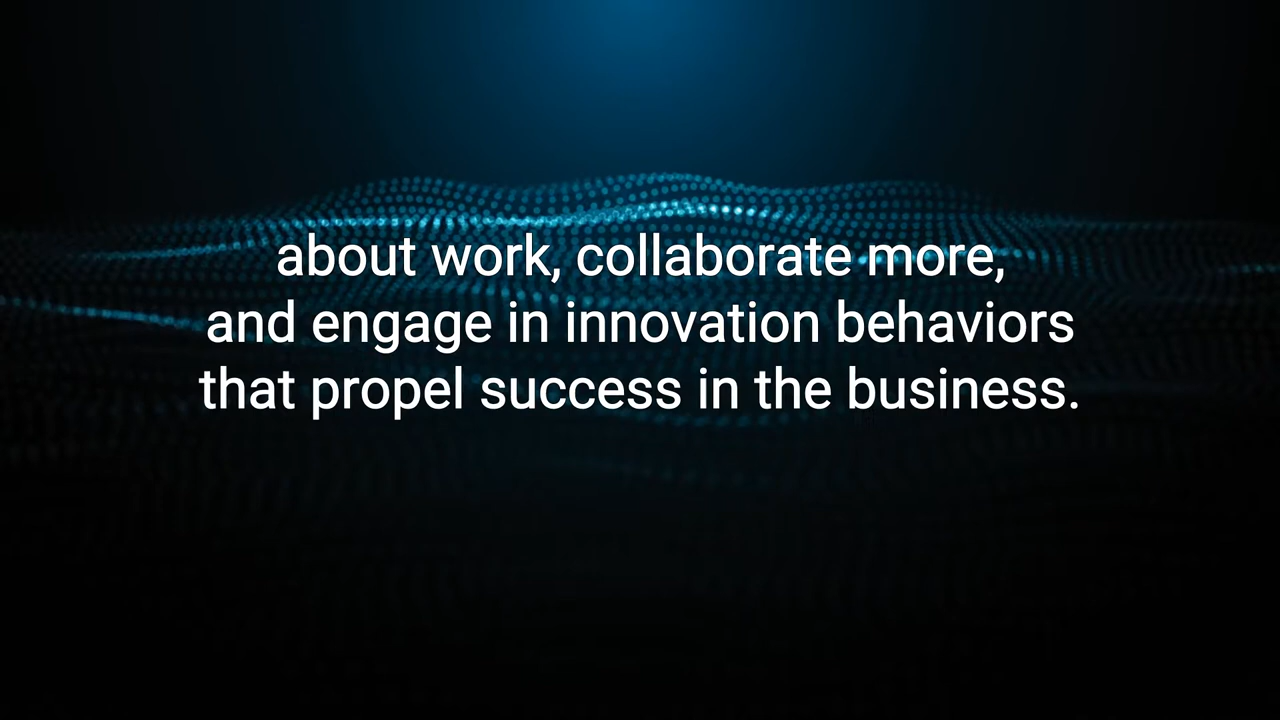 about work, collaborate more,
and engage in innovation behaviors
that propel success in the business.